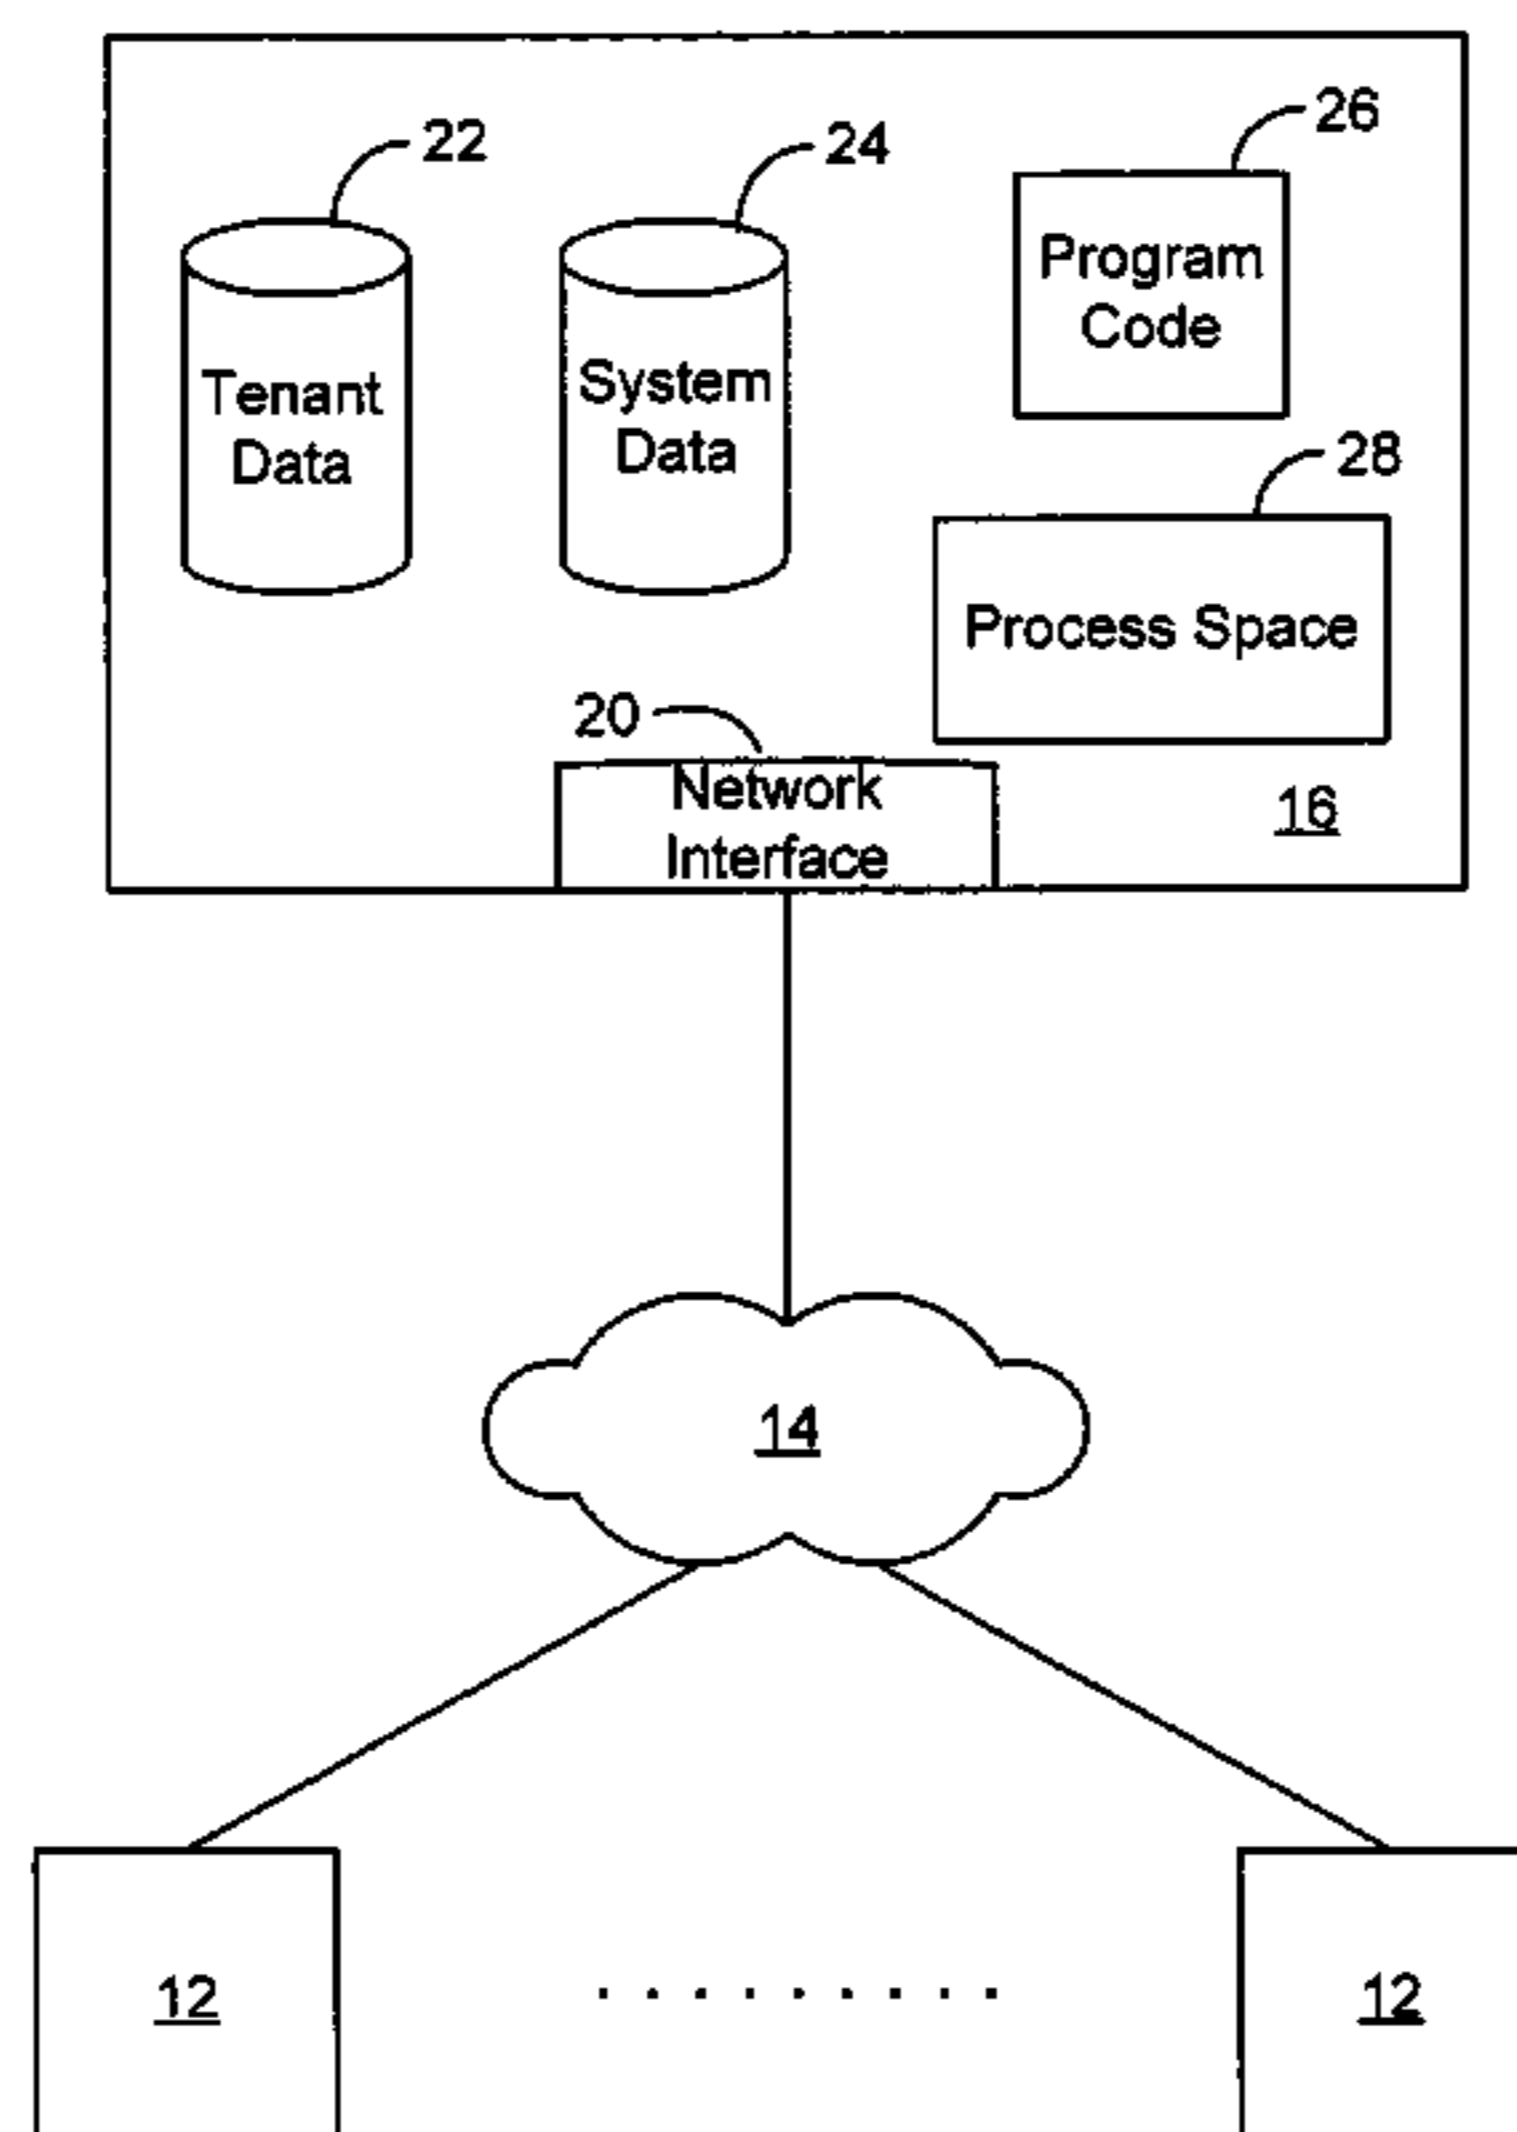 22
24
26
Program
Code
Tenant
Data
System
Data
28
Process Space
20
Network
Interface
16
14
12
.........
12